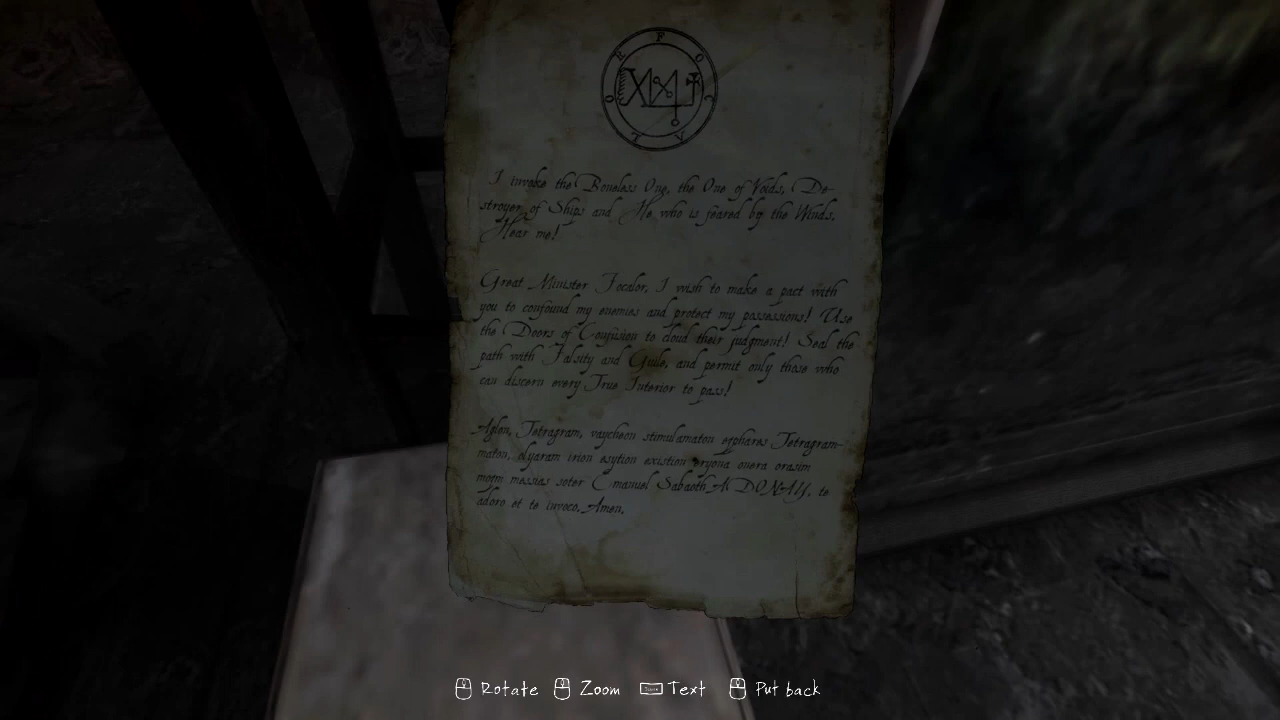 F O C A L O R
I invoke the Boneless One, the One of Voids, De-
stroyer of Ships and He who is feared by the Winds.
Hear me!
Great Minister Focalor, I wish to make a pact with
you to confound my enemies and protect my possessions! Use
the Doors of Confusion to cloud their judgment! Seal the
path with Falsity and Guile, and permit only those who
can discern every True Interior to pass!
Aglon, Tetragram, vaycheon stimulamaton ezphares Tetragram-
maton, olyaram irion esytion existion eryona onera orasim
mozm messias soter Emanuel Sabaoth ADONAY, te
adoro et te invoco. Amen.
Rotate Zoom Text Put back